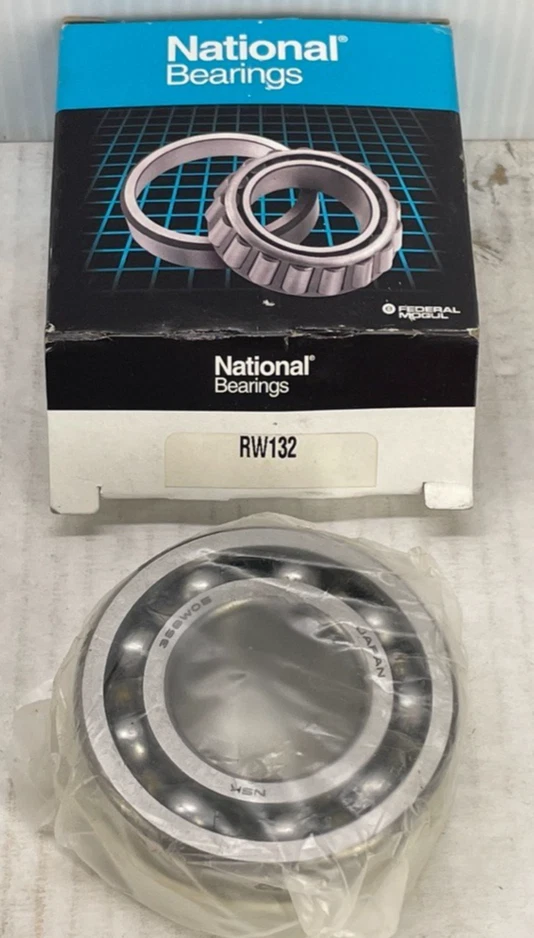 National®
Bearings
FEDERAL
MOGUL
National®
Bearings
RW132
JAPAN
NSK